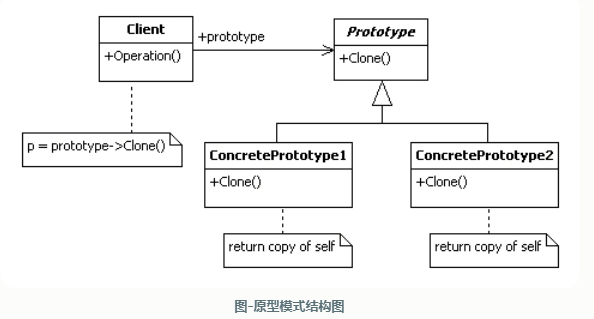 Client
+Operation()
+prototype
Prototype
+Clone()
p = prototype->Clone()
ConcretePrototype1
+Clone()
ConcretePrototype2
+Clone()
return copy of self
return copy of self
图-原型模式结构图